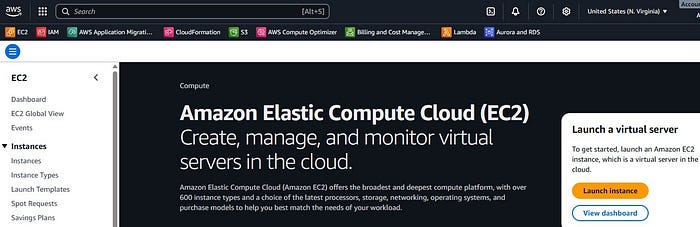 aws
Search
[Alt+S]
United States (N. Virginia)
Account
EC2
IAM
AWS Application Migrati...
CloudFormation
S3
AWS Compute Optimizer
Billing and Cost Manage...
Lambda
Aurora and RDS
EC2
Dashboard
EC2 Global View
Events
Instances
Instances
Instance Types
Launch Templates
Spot Requests
Savings Plans
Compute
Amazon Elastic Compute Cloud (EC2)
Create, manage, and monitor virtual
servers in the cloud.
Amazon Elastic Compute Cloud (Amazon EC2) offers the broadest and deepest compute platform, with over
600 instance types and a choice of the latest processors, storage, networking, operating systems, and
purchase models to help you best match the needs of your workload.
Launch a virtual server
To get started, launch an Amazon EC2
instance, which is a virtual server in the
cloud.
Launch instance
View dashboard